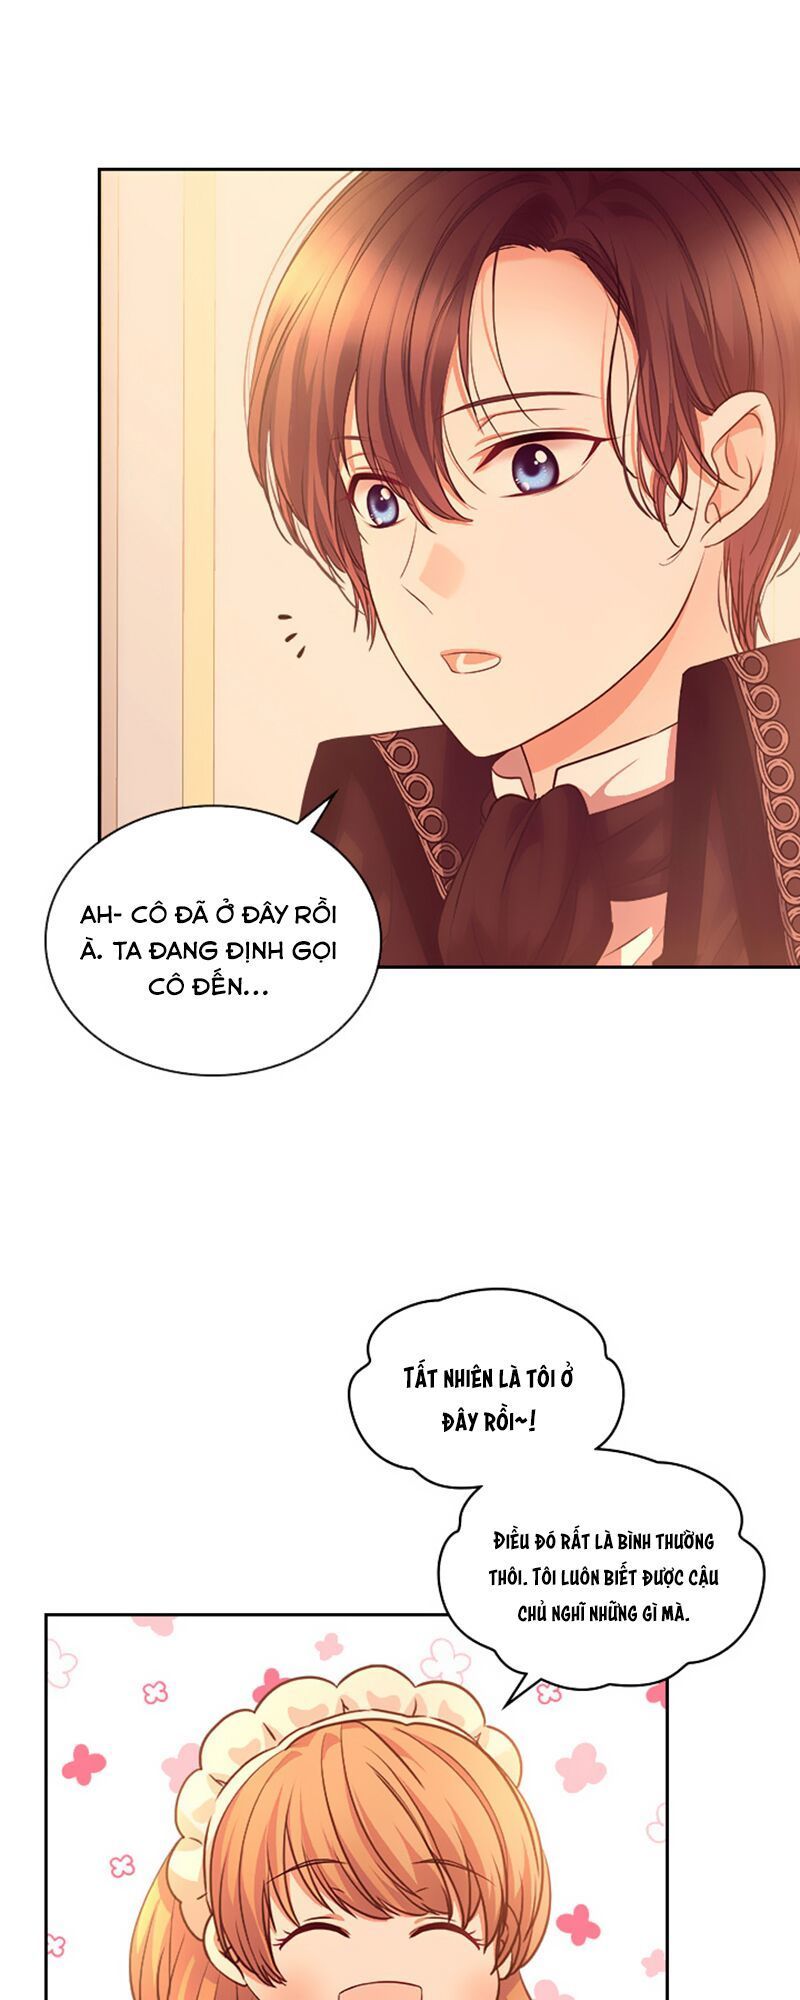 AH- CÔ ĐÃ Ở ĐÂY RỒI
À. TA ĐANG ĐỊNH GỌI
CÔ ĐẾN...
TẤT NHIÊN LÀ TÔI Ở
ĐÂY RỒI~!
ĐIỀU ĐÓ RẤT LÀ BÌNH THƯỜNG
THÔI. TÔI LUÔN BIẾT ĐƯỢC CẬU
CHỦ NGHĨ NHỮNG GÌ MÀ.